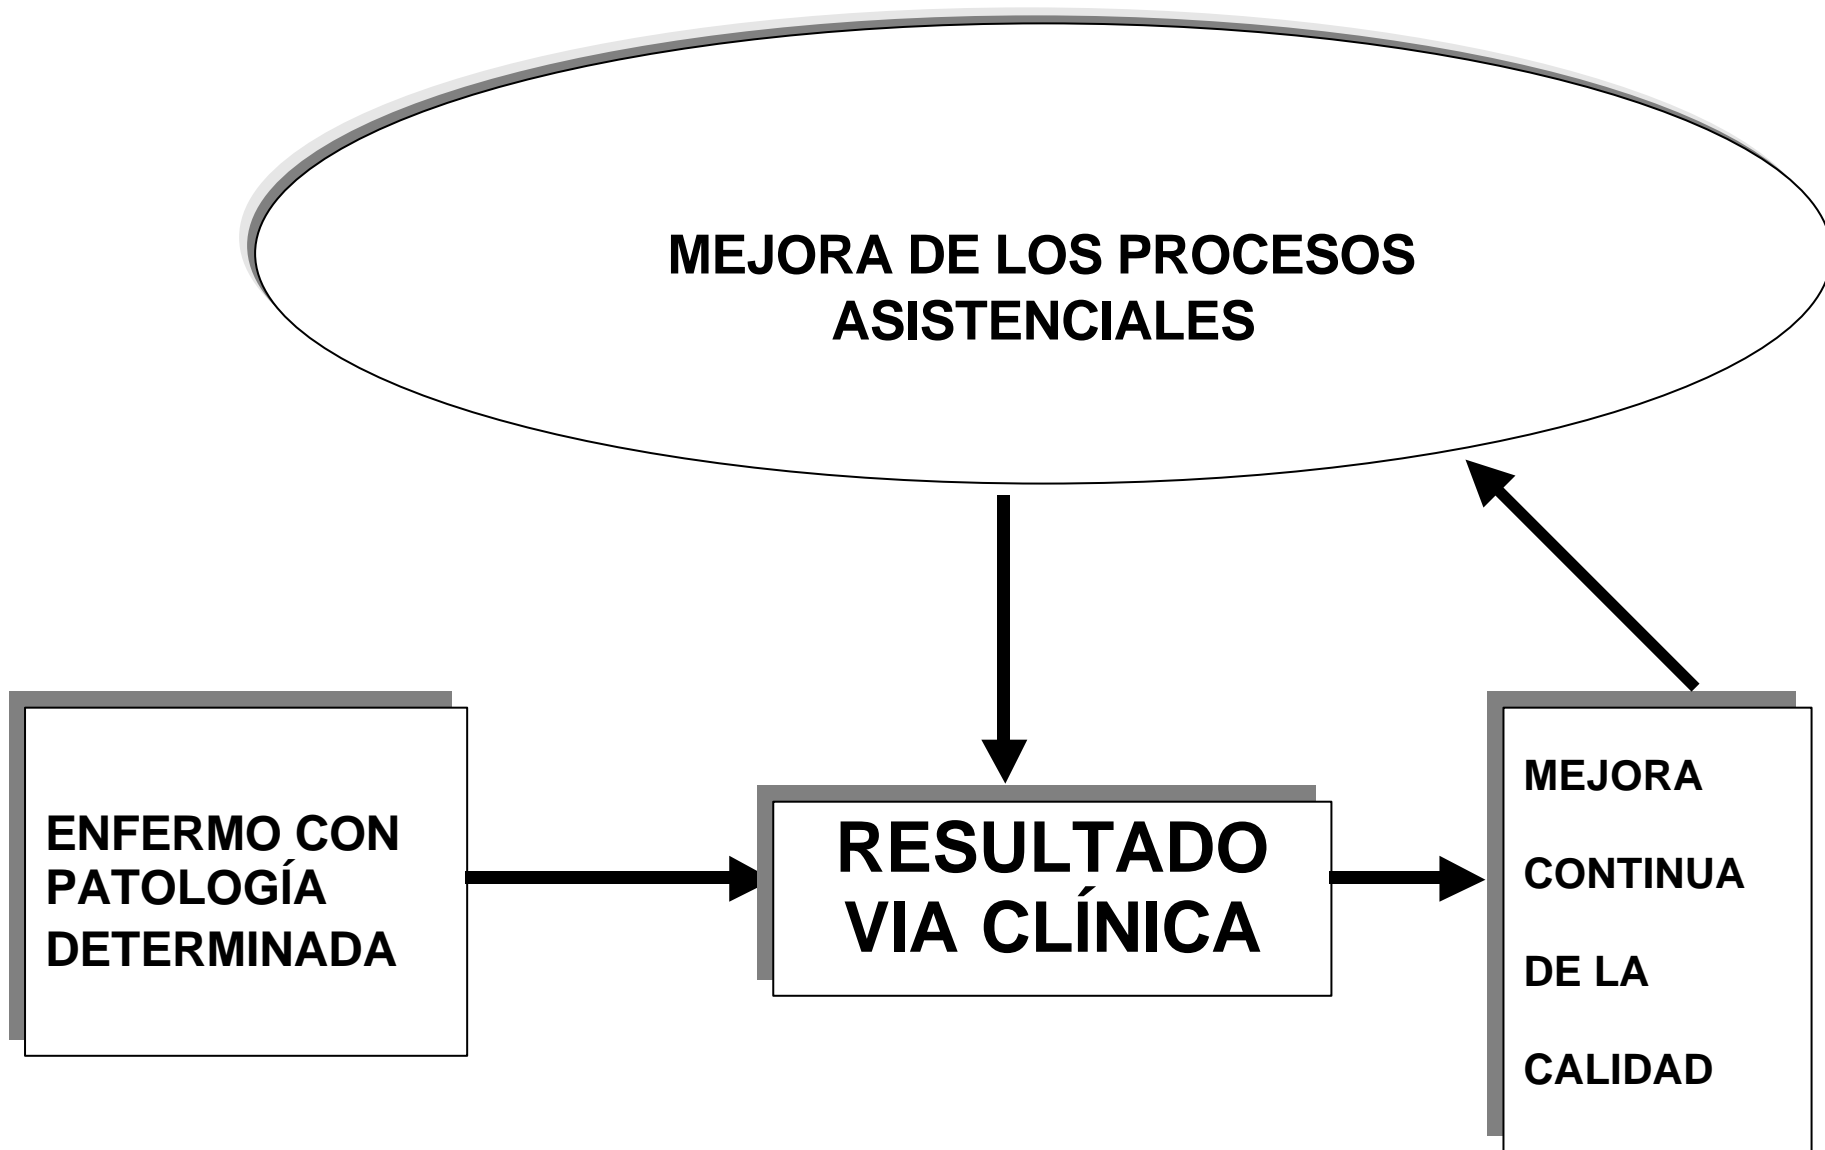 MEJORA DE LOS PROCESOS
ASISTENCIALES
ENFERMO CON
PATOLOGÍA
DETERMINADA
RESULTADO
VIA CLÍNICA
MEJORA
CONTINUA
DE LA
CALIDAD